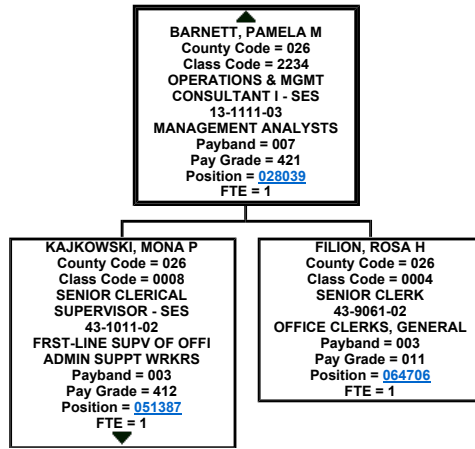 BARNETT, PAMELA M
County Code = 026
Class Code = 2234
OPERATIONS & MGMT
CONSULTANT I - SES
13-1111-03
MANAGEMENT ANALYSTS
Payband = 007
Pay Grade = 421
Position = 028039
FTE = 1
KAJKOWSKI, MONA P
County Code = 026
Class Code = 0008
SENIOR CLERICAL
SUPERVISOR - SES
43-1011-02
FRST-LINE SUPV OF OFFI
ADMIN SUPPT WRKRS
Payband = 003
Pay Grade = 412
Position = 051387
FTE = 1
FILION, ROSA H
County Code = 026
Class Code = 0004
SENIOR CLERK
43-9061-02
OFFICE CLERKS, GENERAL
Payband = 003
Pay Grade = 011
Position = 064706
FTE = 1